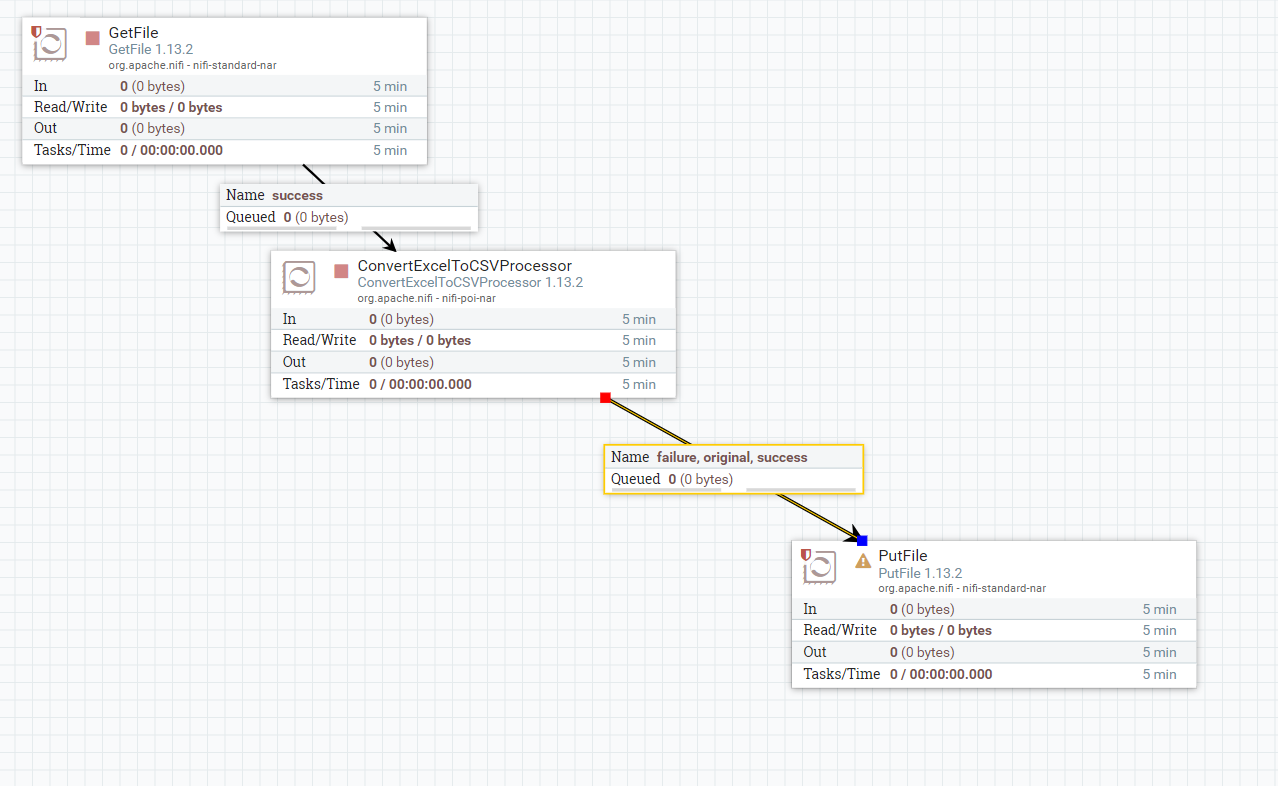 GetFile
GetFile 1.13.2
org.apache.nifi - nifi-standard-nar
In 0 (0 bytes) 5 min
Read/Write 0 bytes / 0 bytes 5 min
Out 0 (0 bytes) 5 min
Tasks/Time 0 / 00:00:00.000 5 min
Name success
Queued 0 (0 bytes)
ConvertExcelToCSVProcessor
ConvertExcelToCSVProcessor 1.13.2
org.apache.nifi - nifi-poi-nar
In 0 (0 bytes) 5 min
Read/Write 0 bytes / 0 bytes 5 min
Out 0 (0 bytes) 5 min
Tasks/Time 0 / 00:00:00.000 5 min
Name failure, original, success
Queued 0 (0 bytes)
PutFile
PutFile 1.13.2
org.apache.nifi - nifi-standard-nar
In 0 (0 bytes) 5 min
Read/Write 0 bytes / 0 bytes 5 min
Out 0 (0 bytes) 5 min
Tasks/Time 0 / 00:00:00.000 5 min